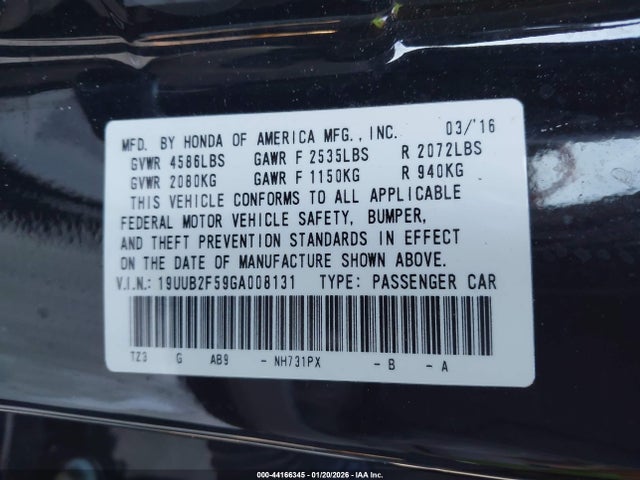 MFD. BY HONDA OF AMERICA MFG., INC. 03/'16
GVWR 4586LBS GAWR F 2535LBS R 2072LBS
GVWR 2080KG GAWR F 1150KG R 940KG
THIS VEHICLE CONFORMS TO ALL APPLICABLE
FEDERAL MOTOR VEHICLE SAFETY, BUMPER,
AND THEFT PREVENTION STANDARDS IN EFFECT
ON THE DATE OF MANUFACTURE SHOWN ABOVE.
V.I.N.: 19UUB2F59GA008131 TYPE: PASSENGER CAR
TZ3 G AB9 - NH731PX - B - A
000-44166345 | 01/20/2026 - IAA Inc.